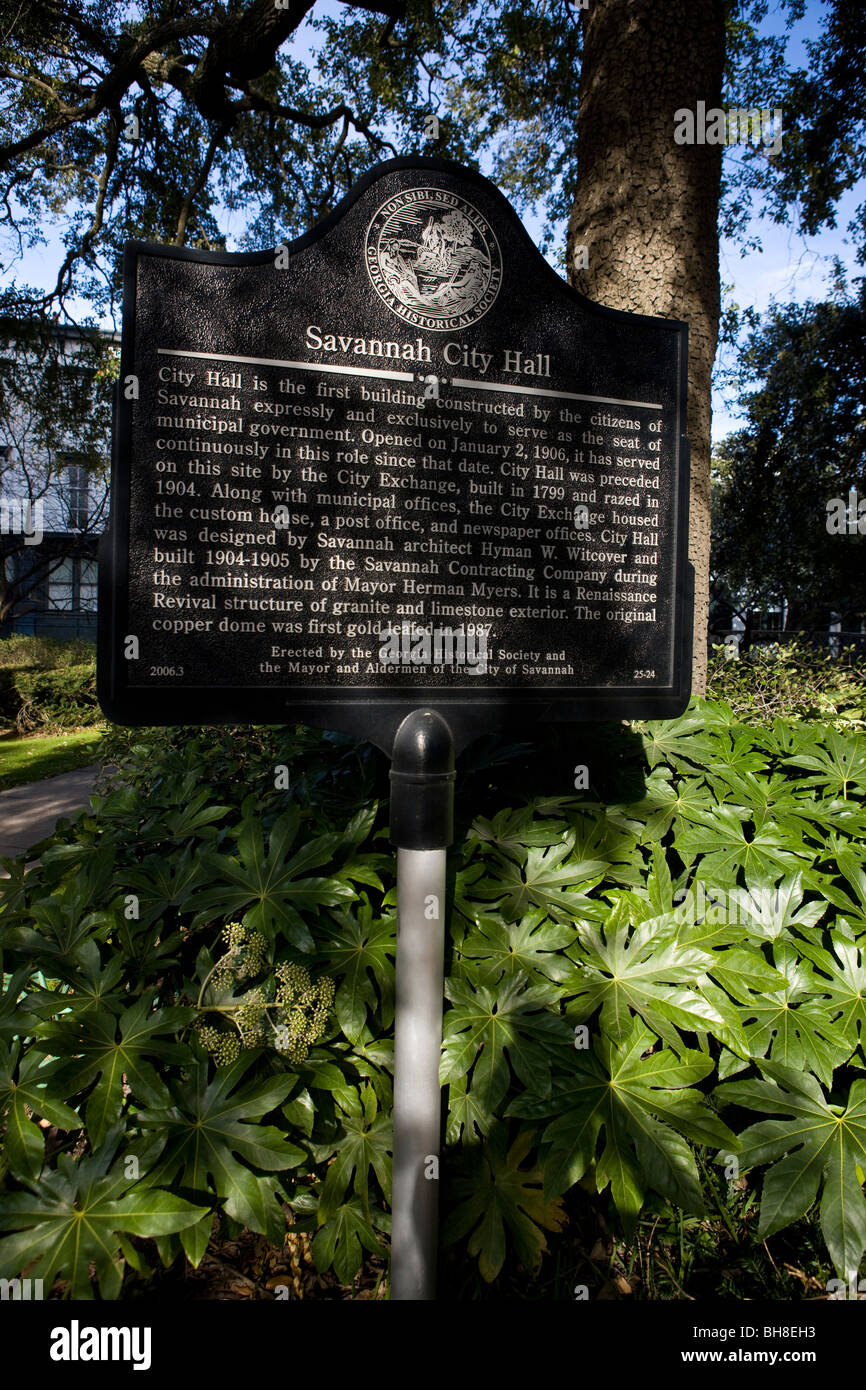 NON SIBI, SED ALIIS
GEORGIA HISTORICAL SOCIETY
Savannah City Hall
City Hall is the first building constructed by the citizens of
Savannah expressly and exclusively to serve as the seat of
municipal government. Opened on January 2, 1906, it has served
continuously in this role since that date. City Hall was preceded
on this site by the City Exchange, built in 1799 and razed in
1904. Along with municipal offices, the City Exchange housed
the custom house, a post office, and newspaper offices. City Hall
was designed by Savannah architect Hyman W. Witcover and
built 1904-1905 by the Savannah Contracting Company during
the administration of Mayor Herman Myers. It is a Renaissance
Revival structure of granite and limestone exterior. The original
copper dome was first gold leafed in 1987.
Erected by the Georgia Historical Society and
the Mayor and Aldermen of the City of Savannah
2006.3
25-24
alamy
a
a
alamy
Image ID: BH8EH3
www.alamy.com